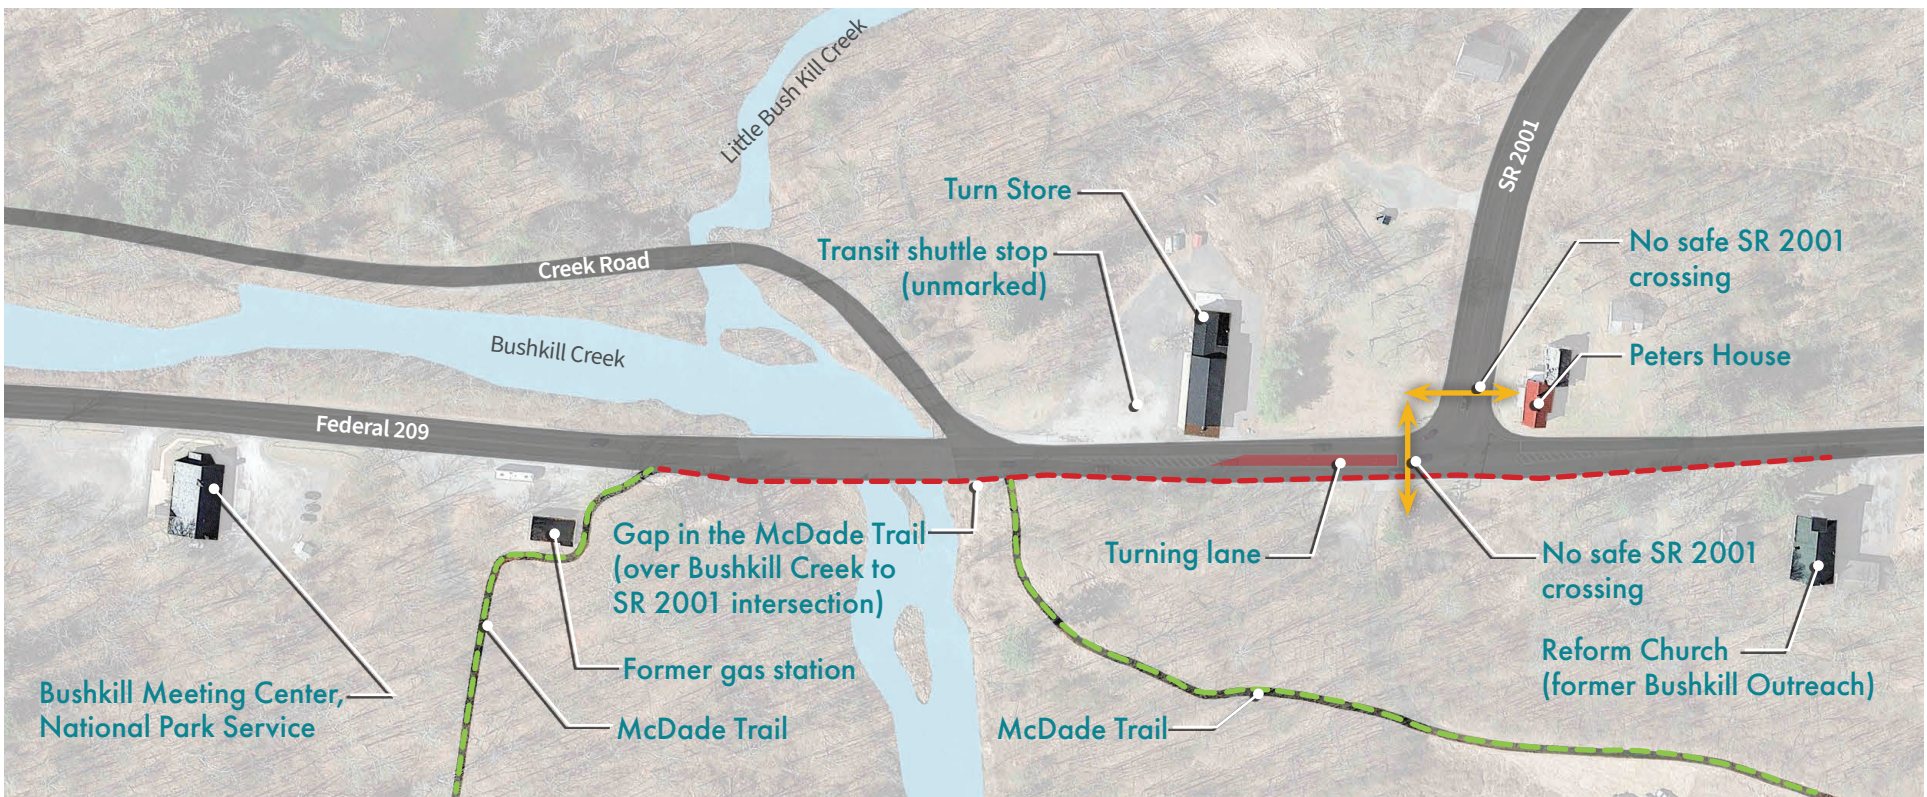 Little Bush Kill Creek
SR 2001
Turn Store
Transit shuttle stop
(unmarked)
Creek Road
No safe SR 2001
crossing
Bushkill Creek
Peters House
Federal 209
Gap in the McDade Trail
(over Bushkill Creek to
SR 2001 intersection)
Turning lane
No safe SR 2001
crossing
Former gas station
Reform Church
(former Bushkill Outreach)
Bushkill Meeting Center,
National Park Service
McDade Trail
McDade Trail